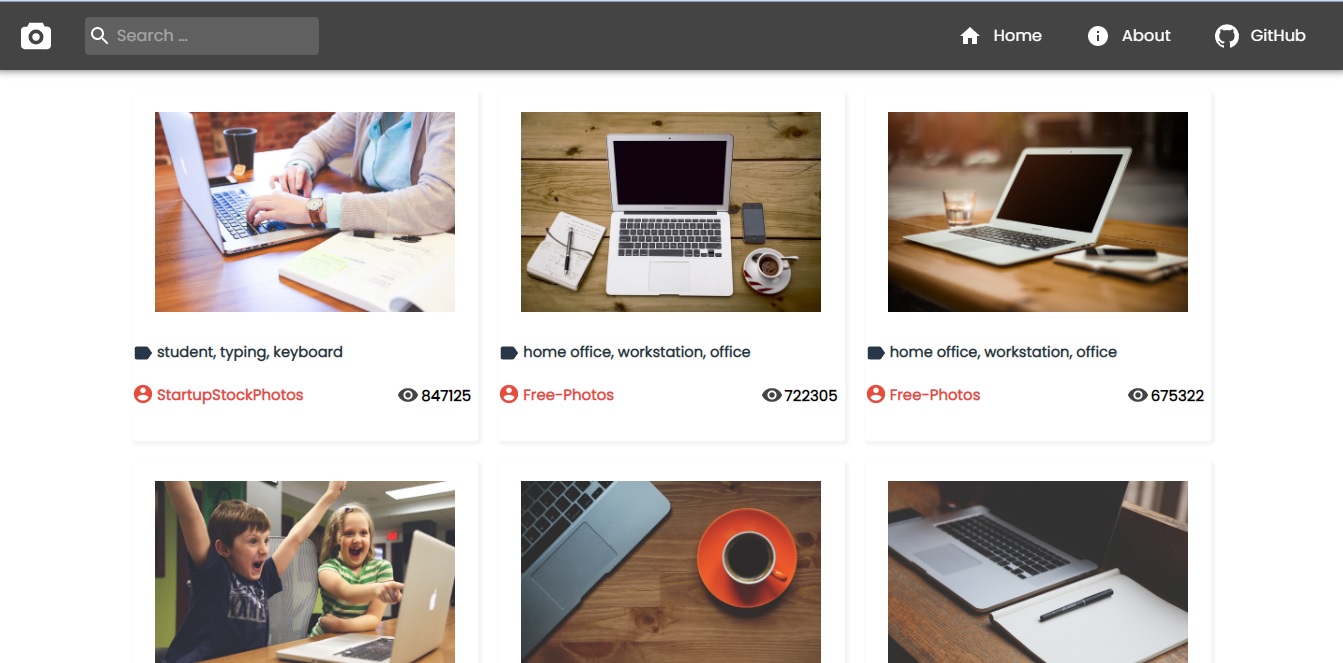 Search ...
Home
About
GitHub
student, typing, keyboard
home office, workstation, office
home office, workstation, office
StartupStockPhotos
847125
Free-Photos
722305
Free-Photos
675322